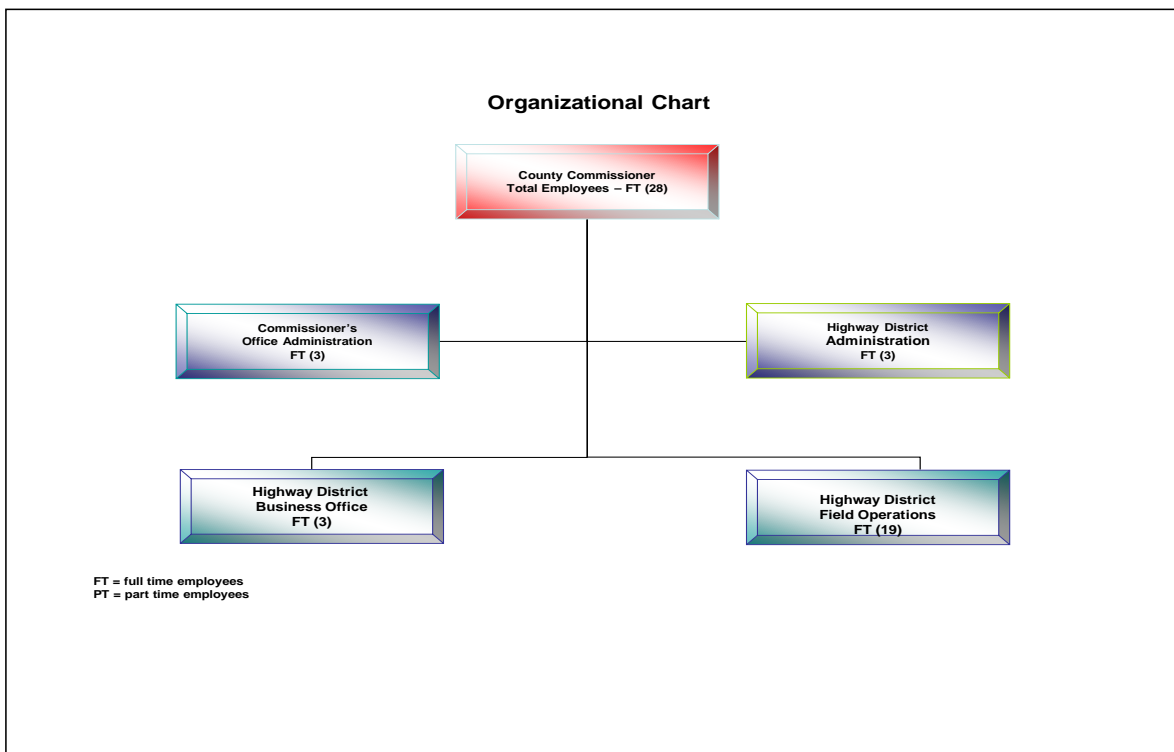 Organizational Chart
County Commissioner
Total Employees – FT (28)
Commissioner's
Office Administration
FT (3)
Highway District
Administration
FT (3)
Highway District
Business Office
FT (3)
Highway District
Field Operations
FT (19)
FT = full time employees
PT = part time employees